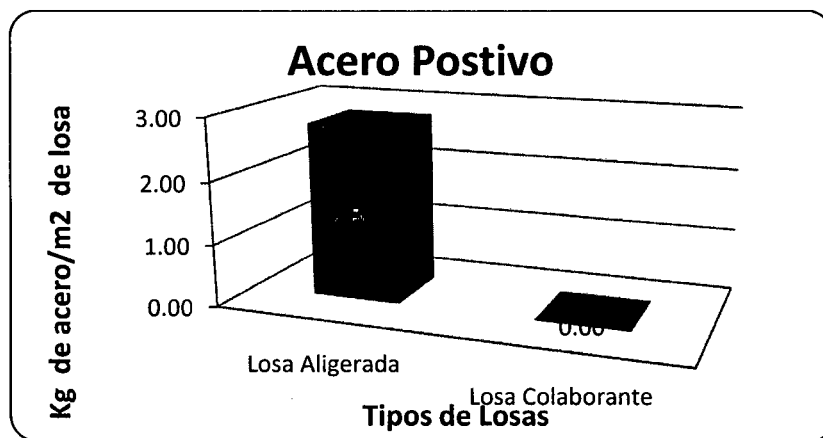 Acero Postivo
Kg de acero/m2 de losa
3.00
2.00
1.00
0.00
0.00
Losa Aligerada
Losa Colaborante
Tipos de Losas